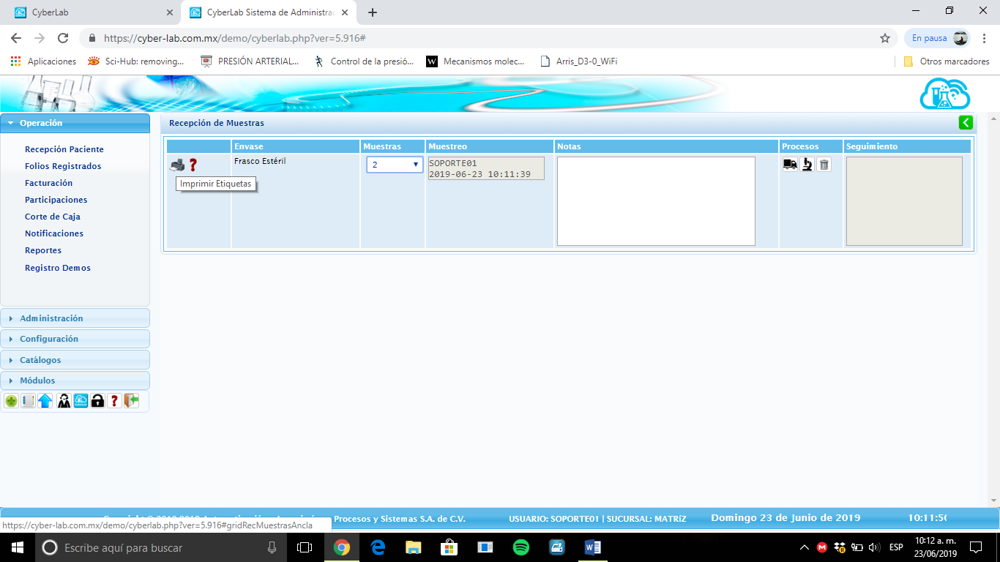 CyberLab
CyberLab Sistema de Administrac
https://cyber-lab.com.mx/demo/cyberlab.php?ver=5.916#
En pausa
Aplicaciones
Sci-Hub: removing...
PRESIÓN ARTERIAL...
Control de la presió...
Mecanismos molec...
Arris_D3-0_WiFi
Otros marcadores
Operación
Recepción Paciente
Folios Registrados
Facturación
Participaciones
Corte de Caja
Notificaciones
Reportes
Registro Demos
Administración
Configuración
Catálogos
Módulos
Recepción de Muestras
Envase
Muestras
Muestreo
Notas
Procesos
Seguimiento
Frasco Estéril
2
SOPORTE01
2019-06-23 10:11:39
Imprimir Etiquetas
Procesos y Sistemas S.A. de C.V.
USUARIO: SOPORTE01 | SUCURSAL: MATRíZ
Domingo 23 de Junio de 2019
10:11:50
https://cyber-lab.com.mx/demo/cyberlab.php?ver=5.916#gridRecMuestrasAncla
Escribe aquí para buscar
ESP
10:12 a. m.
23/06/2019